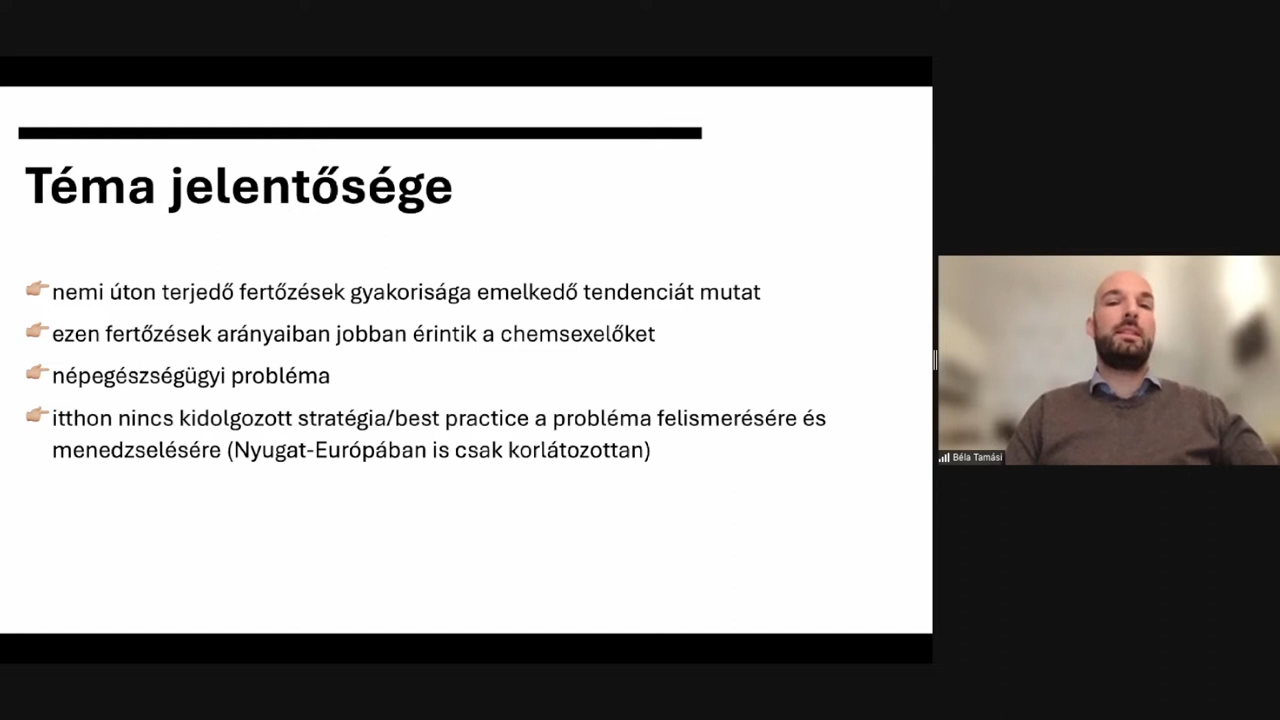 Téma jelentősége
nemi úton terjedő fertőzések gyakorisága emelkedő tendenciát mutat
ezen fertőzések arányaiban jobban érintik a chemsexelőket
népegészségügyi probléma
itthon nincs kidolgozott stratégia/best practice a probléma felismerésére és
menedzselésére (Nyugat-Európában is csak korlátozottan)
Béla Tamási